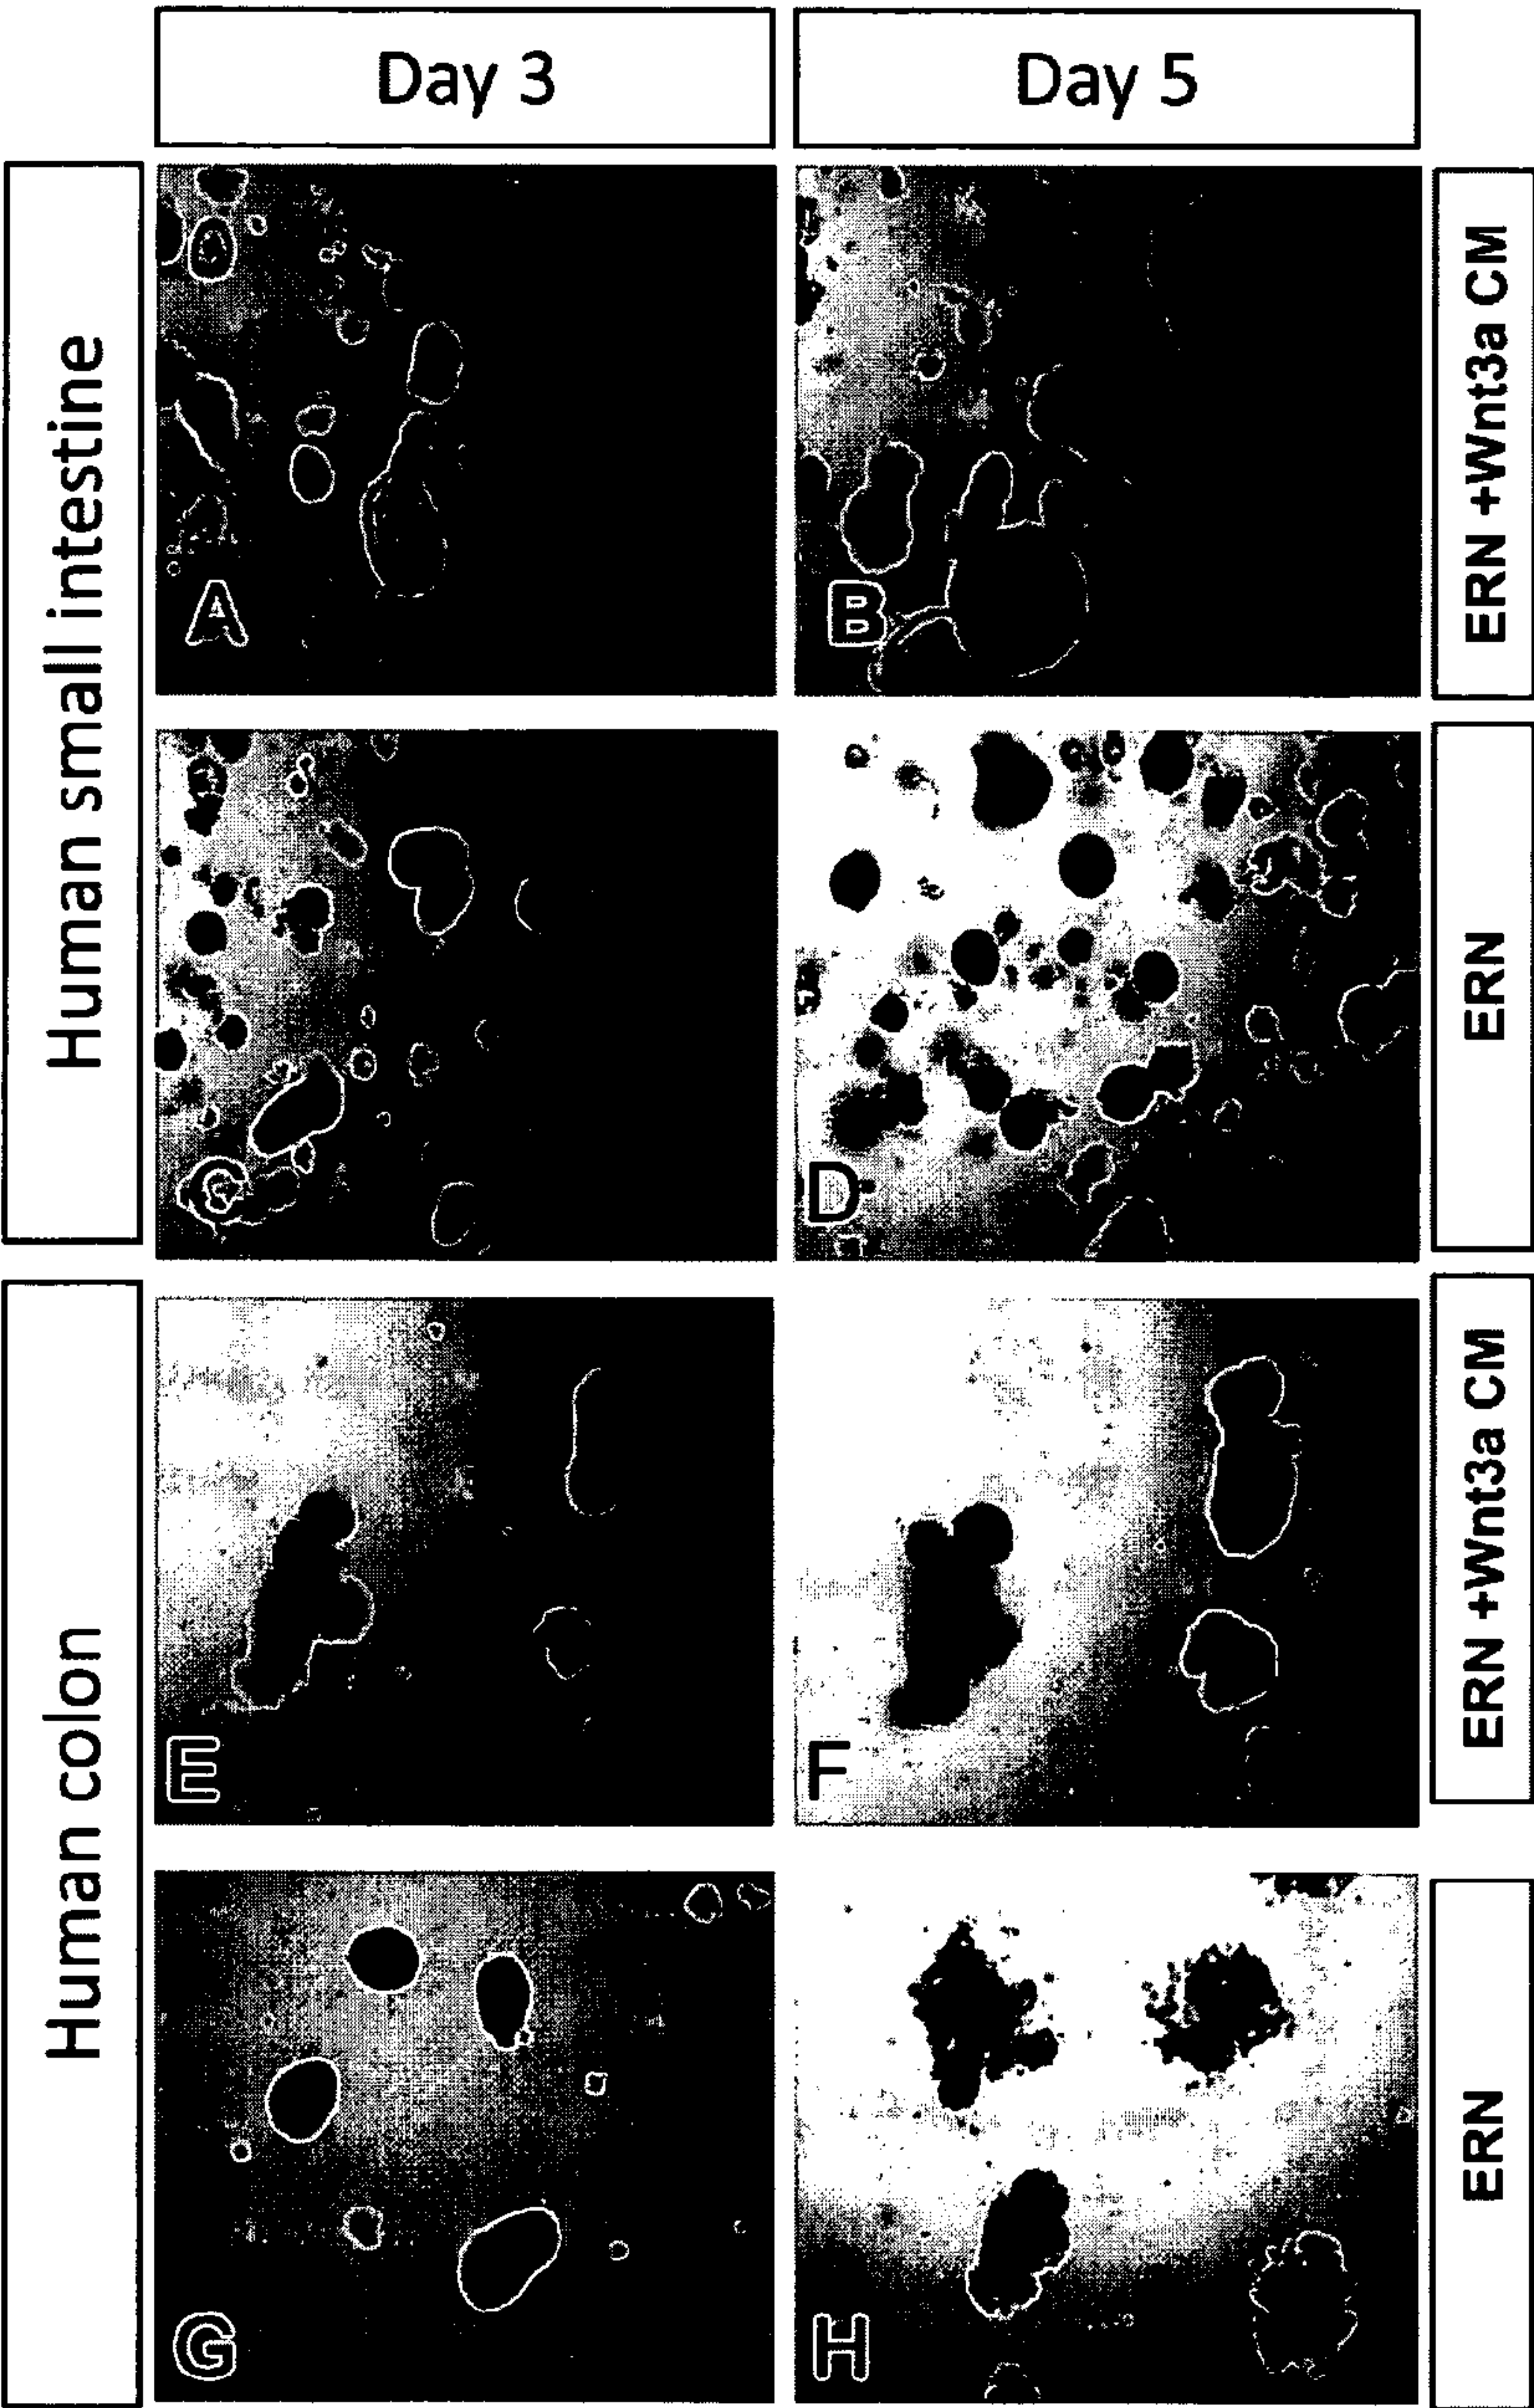 Day 3
Day 5
Human small intestine
A
B
ERN +Wnt3a CM
C
D
ERN
Human colon
E
F
ERN +Wnt3a CM
G
H
ERN